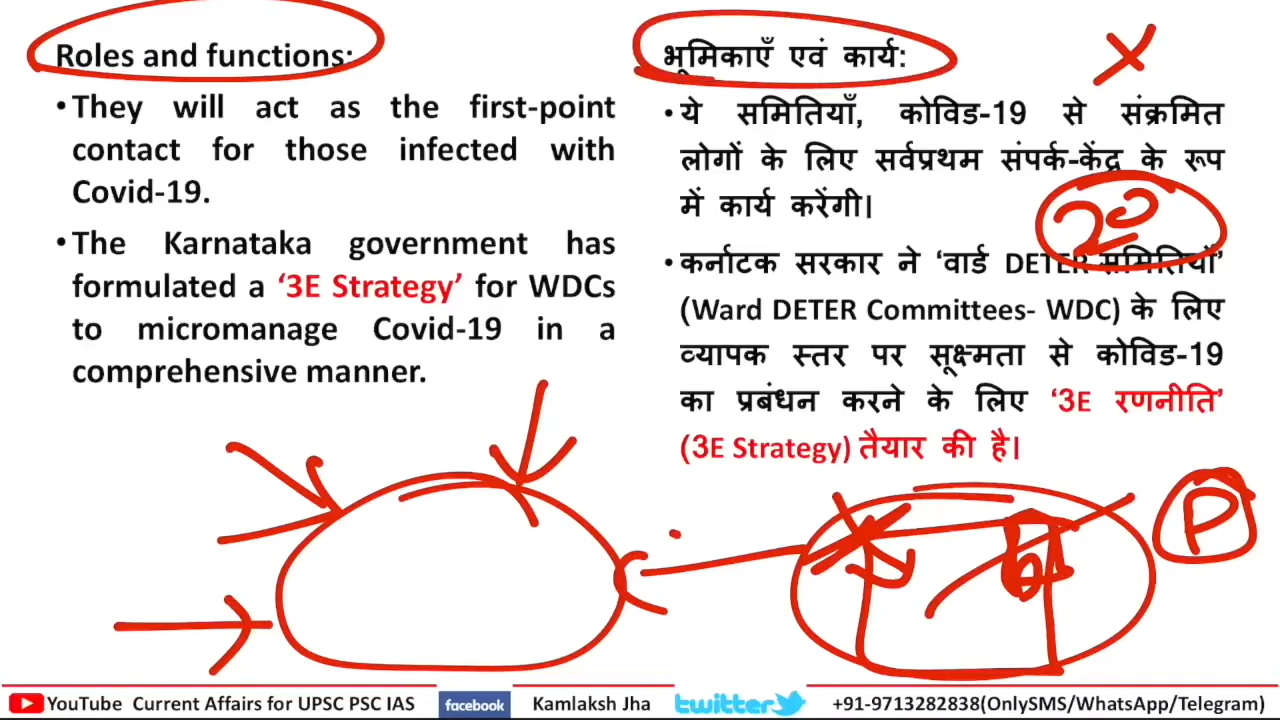 Roles and functions:
• They will act as the first-point
contact for those infected with
Covid-19.
• The Karnataka government has
formulated a ‘3E Strategy’ for WDCs
to micromanage Covid-19 in a
comprehensive manner.
भूमिकाएँ एवं कार्य:
• ये समितियाँ, कोविड-19 से संक्रमित
लोगों के लिए सर्वप्रथम संपर्क-केंद्र के रूप
में कार्य करेंगी।
20
• कर्नाटक सरकार ने ‘वार्ड DETER समितियों’
(Ward DETER Committees- WDC) के लिए
व्यापक स्तर पर सूक्ष्मता से कोविड-19
का प्रबंधन करने के लिए ‘3E रणनीति’
(3E Strategy) तैयार की है।
P
YouTube Current Affairs for UPSC PSC IAS facebook Kamlaksh Jha twitter +91-9713282838(OnlySMS/WhatsApp/Telegram)